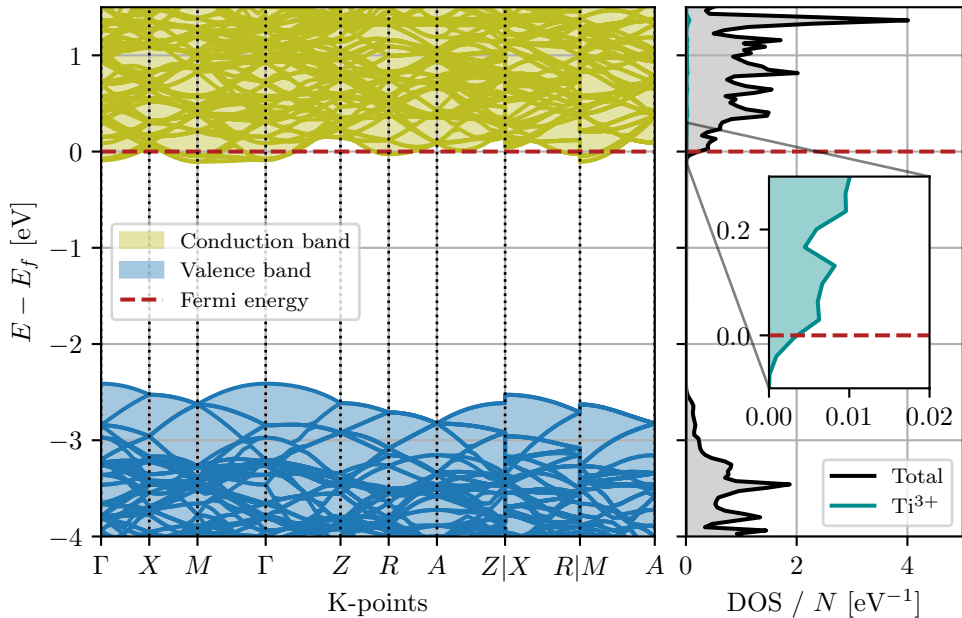 1
0
−1
−2
−3
−4
E − E_f [eV]
Conduction band
Valence band
Fermi energy
Γ X M Γ Z R A Z|X R|M A
K-points
0.2
0.0
0.00 0.01 0.02
Total
Ti³⁺
0 2 4
DOS / N [eV⁻¹]